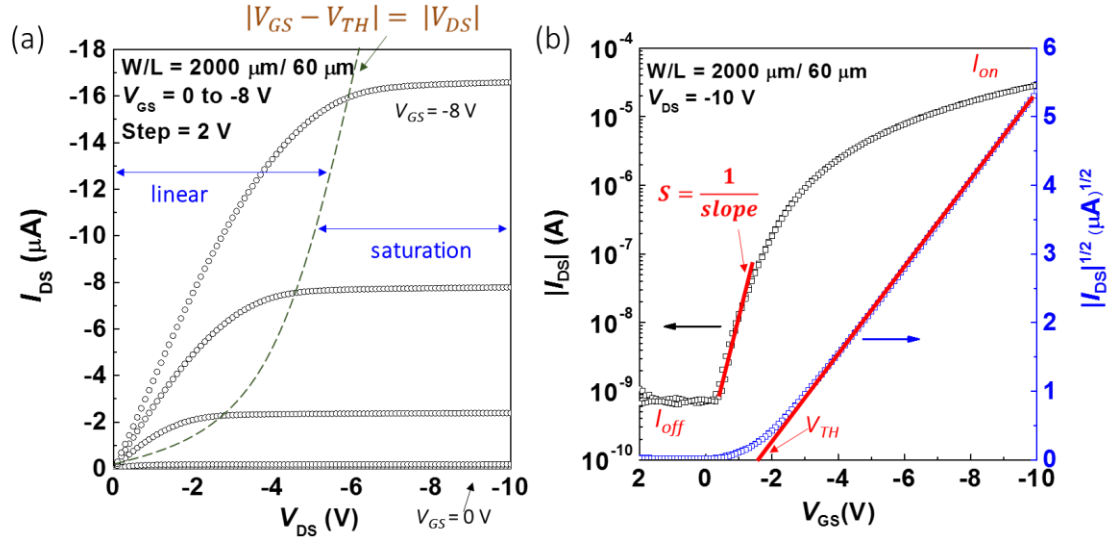 (a)
|V_GS − V_TH| = |V_DS|
W/L = 2000 μm/ 60 μm
V_GS = 0 to -8 V
Step = 2 V
V_GS = -8 V
linear
saturation
-18
-16
-14
-12
-10
-8
-6
-4
-2
0
I_DS (μA)
0
-2
-4
-6
-8
-10
V_DS (V)
V_GS = 0 V
(b)
W/L = 2000 μm/ 60 μm
V_DS = -10 V
I_on
S = 1/slope
I_off
V_TH
10^-4
10^-5
10^-6
10^-7
10^-8
10^-9
10^-10
|I_DS| (A)
2
0
-2
-4
-6
-8
-10
V_GS(V)
6
5
4
3
2
1
0
|I_DS|^1/2 (μA)^1/2